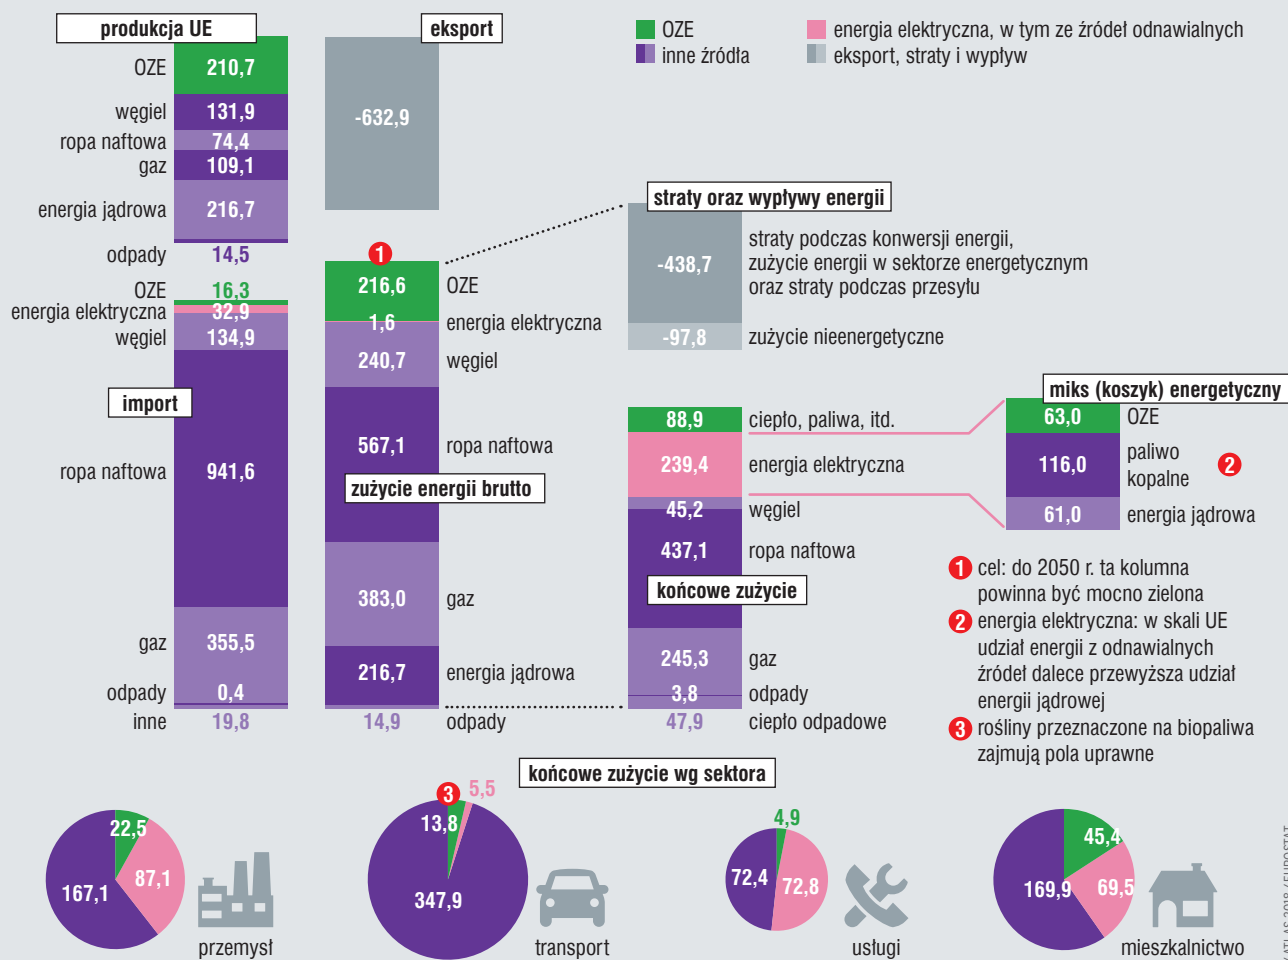 produkcja UE
OZE 210,7
węgiel 131,9
ropa naftowa 74,4
gaz 109,1
energia jądrowa 216,7
odpady 14,5
OZE 16,3
energia elektryczna 32,9
węgiel 134,9
import
ropa naftowa 941,6
gaz 355,5
odpady 0,4
inne 19,8
eksport
-632,9
1
216,6 OZE
1,6 energia elektryczna
240,7 węgiel
567,1 ropa naftowa
zużycie energii brutto
383,0 gaz
216,7 energia jądrowa
14,9 odpady
OZE
inne źródła
energia elektryczna, w tym ze źródeł odnawialnych
eksport, straty i wypływ
straty oraz wypływy energii
-438,7
straty podczas konwersji energii,
zużycie energii w sektorze energetycznym
oraz straty podczas przesyłu
-97,8 zużycie nieenergetyczne
88,9 ciepło, paliwa, itd.
239,4 energia elektryczna
45,2 węgiel
437,1 ropa naftowa
końcowe zużycie
245,3 gaz
3,8 odpady
47,9 ciepło odpadowe
miks (koszyk) energetyczny
63,0 OZE
116,0 paliwo
kopalne 2
61,0 energia jądrowa
1 cel: do 2050 r. ta kolumna
powinna być mocno zielona
2 energia elektryczna: w skali UE
udział energii z odnawialnych
źródeł dalece przewyższa udział
energii jądrowej
3 rośliny przeznaczone na biopaliwa
zajmują pola uprawne
końcowe zużycie wg sektora
22,5
87,1
167,1
przemysł
3
5,5
13,8
347,9
transport
4,9
72,4
72,8
usługi
45,4
69,5
169,9
mieszkalnictwo
ATLAS 2018 / EUROSTAT